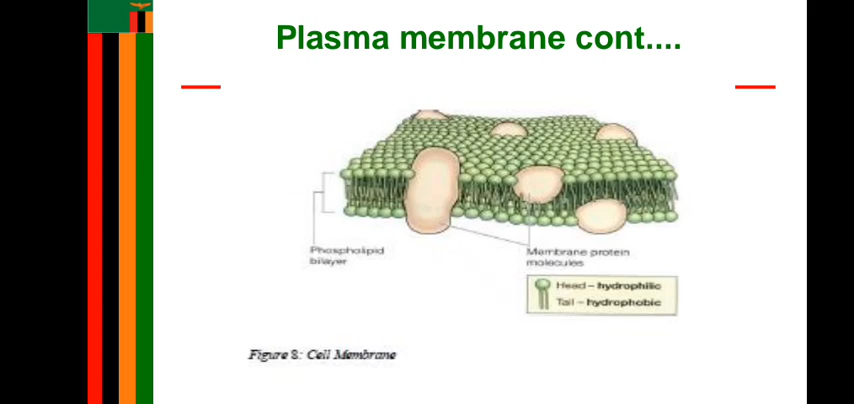 Plasma membrane cont....
Phospholipid
bilayer
Membrane protein
molecules
Head – hydrophilic
Tail – hydrophobic
Figure 8: Cell Membrane